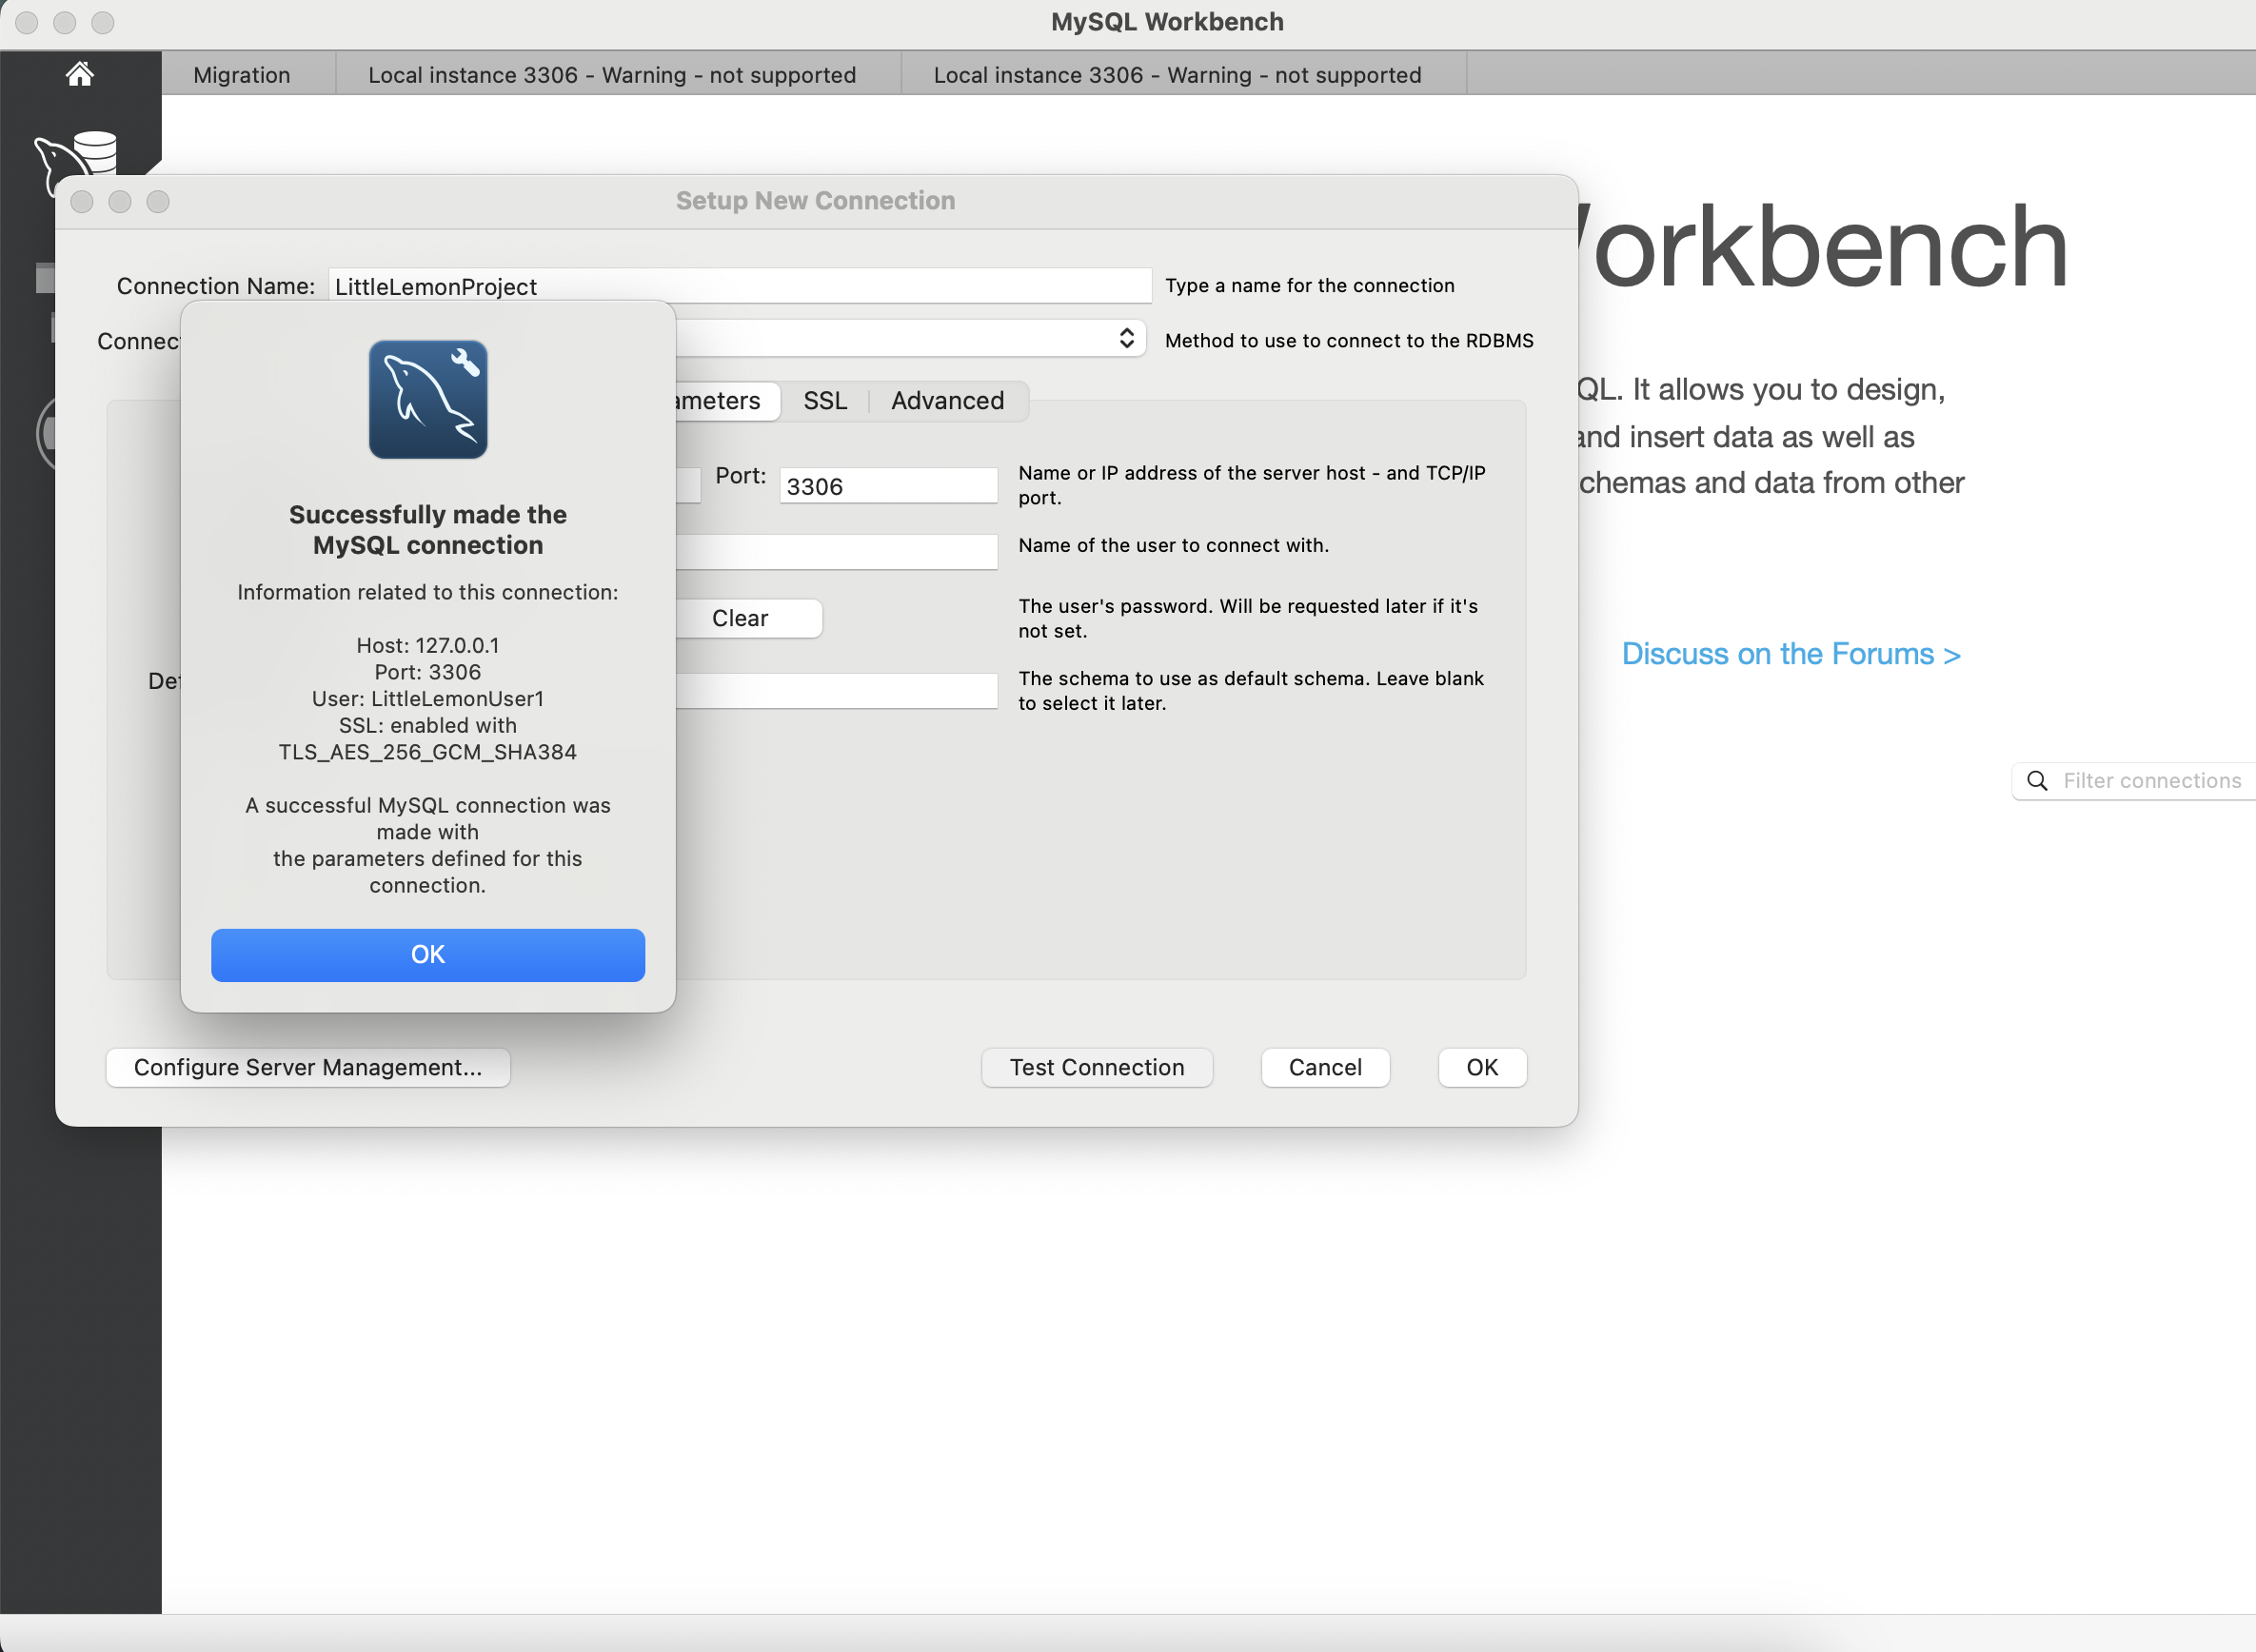 MySQL Workbench
Migration
Local instance 3306 - Warning - not supported
Local instance 3306 - Warning - not supported
Setup New Connection
Connection Name:
LittleLemonProject
Type a name for the connection
Method to use to connect to the RDBMS
SSL
Advanced
Port:
3306
Name or IP address of the server host - and TCP/IP
port.
Name of the user to connect with.
Clear
The user's password. Will be requested later if it's
not set.
The schema to use as default schema. Leave blank
to select it later.
Successfully made the
MySQL connection
Information related to this connection:
Host: 127.0.0.1
Port: 3306
User: LittleLemonUser1
SSL: enabled with
TLS_AES_256_GCM_SHA384
A successful MySQL connection was
made with
the parameters defined for this
connection.
OK
Configure Server Management...
Test Connection
Cancel
OK
orkbench
QL. It allows you to design,
and insert data as well as
chemas and data from other
Discuss on the Forums >
Filter connections